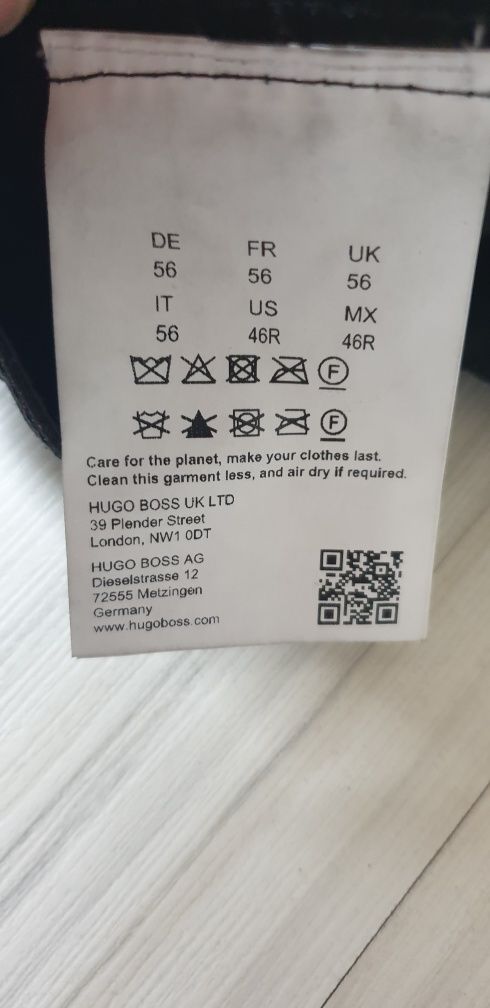 DE FR UK
56 56 56
IT US MX
56 46R 46R
F
F
Care for the planet, make your clothes last.
Clean this garment less, and air dry if required.
HUGO BOSS UK LTD
39 Plender Street
London, NW1 0DT
HUGO BOSS AG
Dieselstrasse 12
72555 Metzingen
Germany
www.hugoboss.com